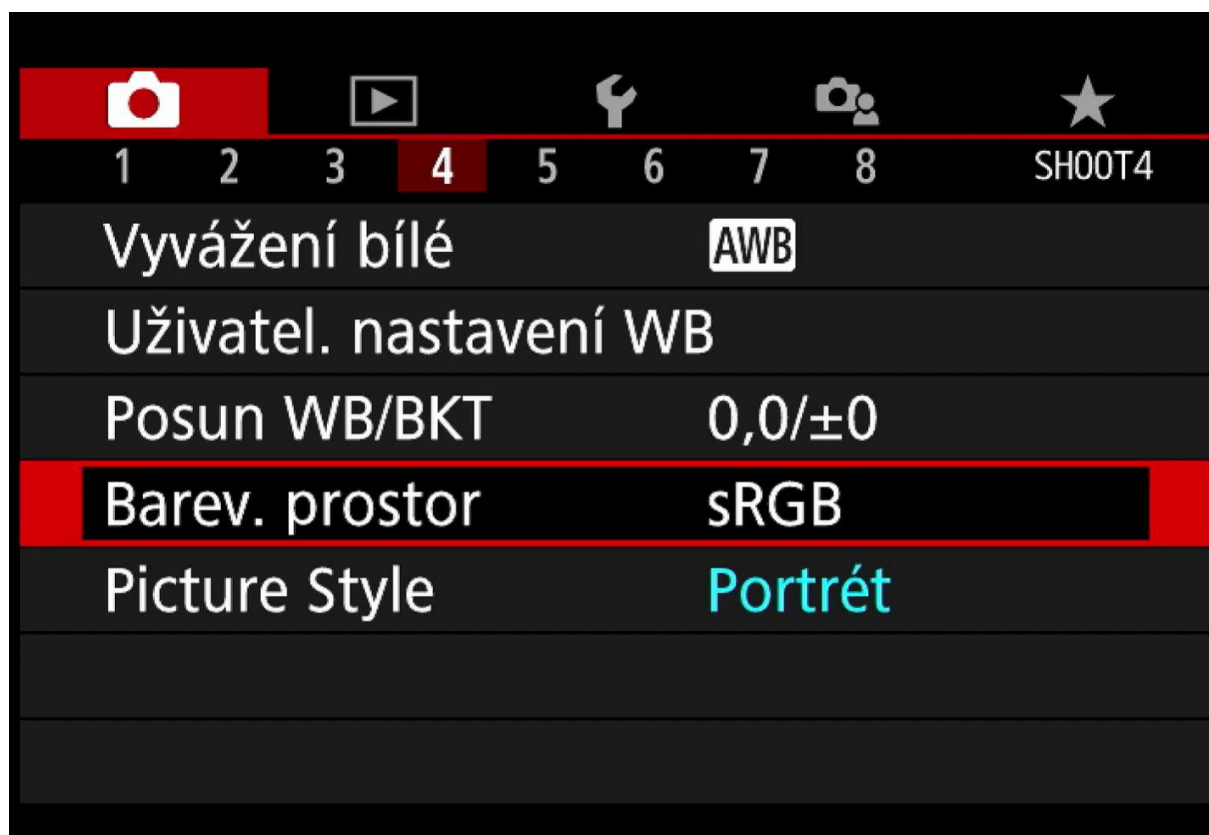 1 2 3 4 5 6 7 8 SH00T4
Vyvážení bílé AWB
Uživatel. nastavení WB
Posun WB/BKT 0,0/±0
Barev. prostor sRGB
Picture Style Portrét